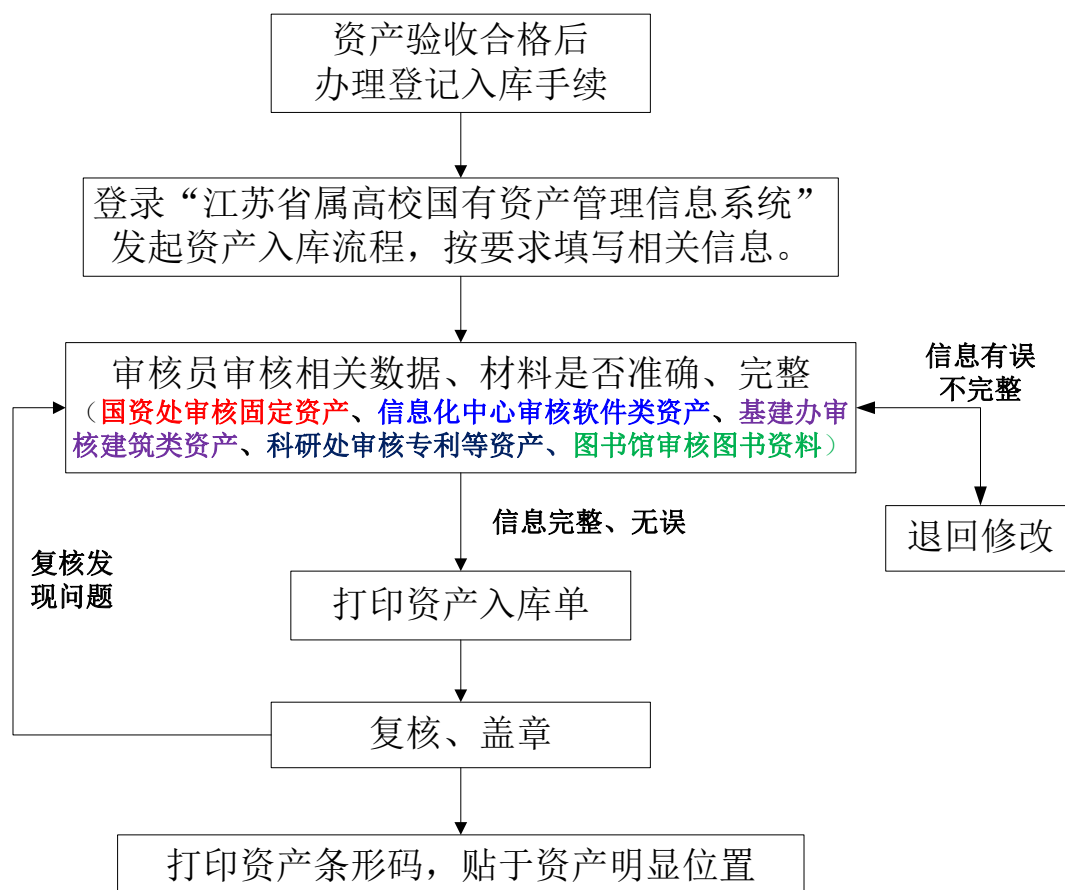 资产验收合格后
办理登记入库手续
登录“江苏省属高校国有资产管理信息系统”
发起资产入库流程，按要求填写相关信息。
审核员审核相关数据、材料是否准确、完整
（国资处审核固定资产、信息化中心审核软件类资产、基建办审
核建筑类资产、科研处审核专利等资产、图书馆审核图书资料）
信息有误
不完整
退回修改
信息完整、无误
复核发
现问题
打印资产入库单
复核、盖章
打印资产条形码，贴于资产明显位置